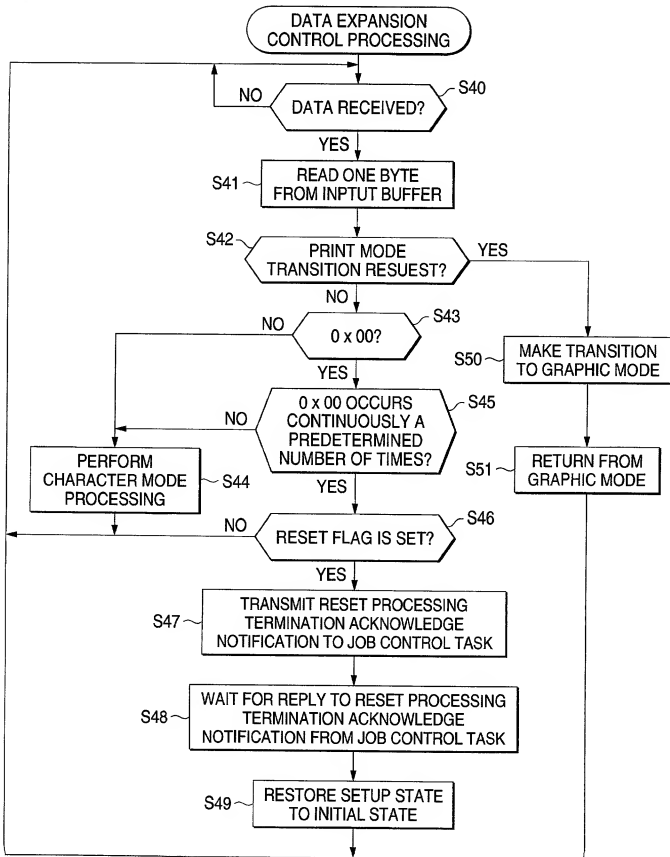 DATA EXPANSION
CONTROL PROCESSING
S40
NO
DATA RECEIVED?
YES
S41
READ ONE BYTE
FROM INPTUT BUFFER
S42
PRINT MODE
TRANSITION RESUEST?
YES
NO
S43
NO
0 x 00?
YES
S50
MAKE TRANSITION
TO GRAPHIC MODE
S45
0 x 00 OCCURS
CONTINUOUSLY A
PREDETERMINED
NUMBER OF TIMES?
NO
YES
PERFORM
CHARACTER MODE
PROCESSING
S44
S51
RETURN FROM
GRAPHIC MODE
S46
NO
RESET FLAG IS SET?
YES
S47
TRANSMIT RESET PROCESSING
TERMINATION ACKNOWLEDGE
NOTIFICATION TO JOB CONTROL TASK
S48
WAIT FOR REPLY TO RESET PROCESSING
TERMINATION ACKNOWLEDGE
NOTIFICATION FROM JOB CONTROL TASK
S49
RESTORE SETUP STATE
TO INITIAL STATE